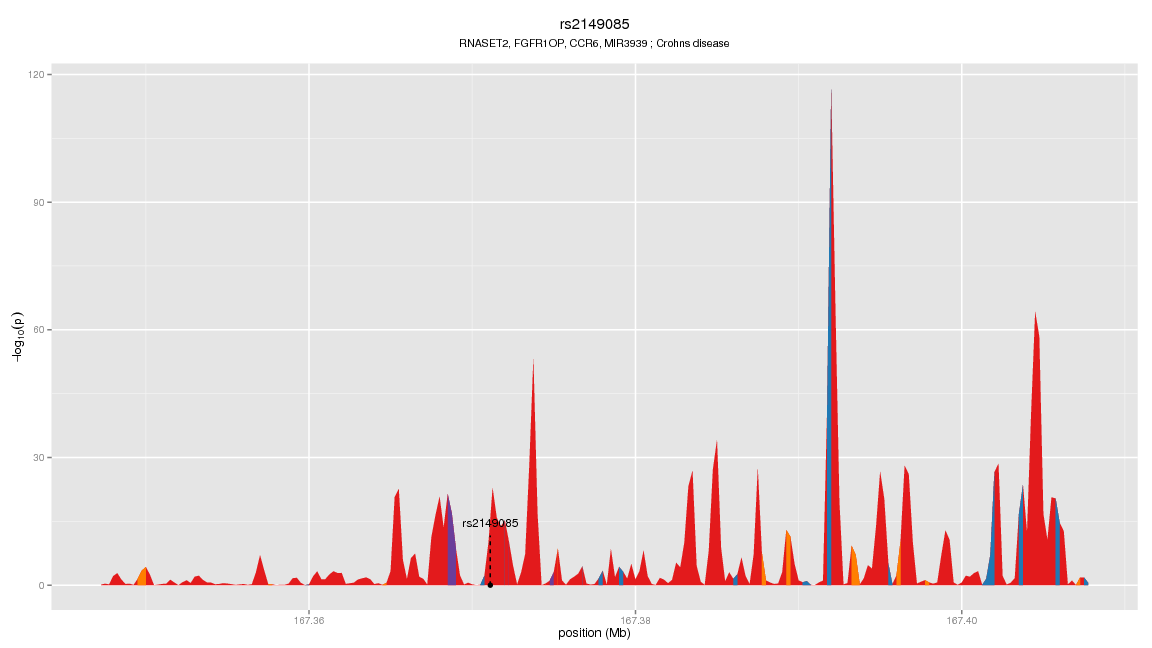 rs2149085
RNASET2, FGFR1OP, CCR6, MIR3939 ; Crohns disease
120
90
60
30
0
−log10(p)
rs2149085
167.36
167.38
167.40
position (Mb)